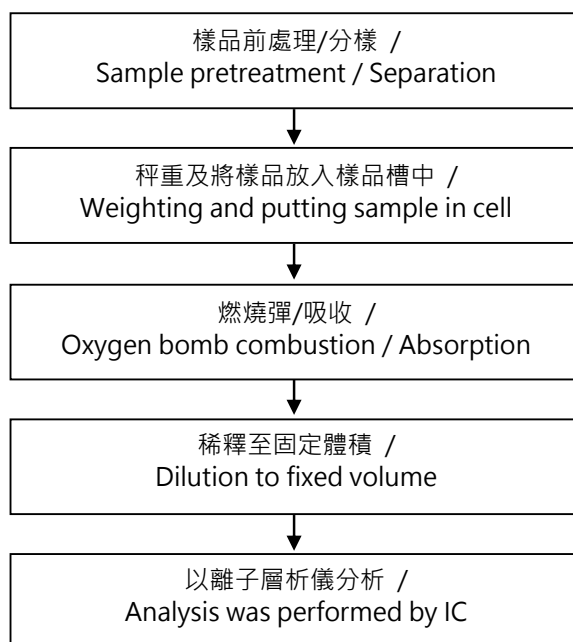 樣品前處理/分樣 /
Sample pretreatment / Separation
秤重及將樣品放入樣品槽中 /
Weighting and putting sample in cell
燃燒彈/吸收 /
Oxygen bomb combustion / Absorption
稀釋至固定體積 /
Dilution to fixed volume
以離子層析儀分析 /
Analysis was performed by IC